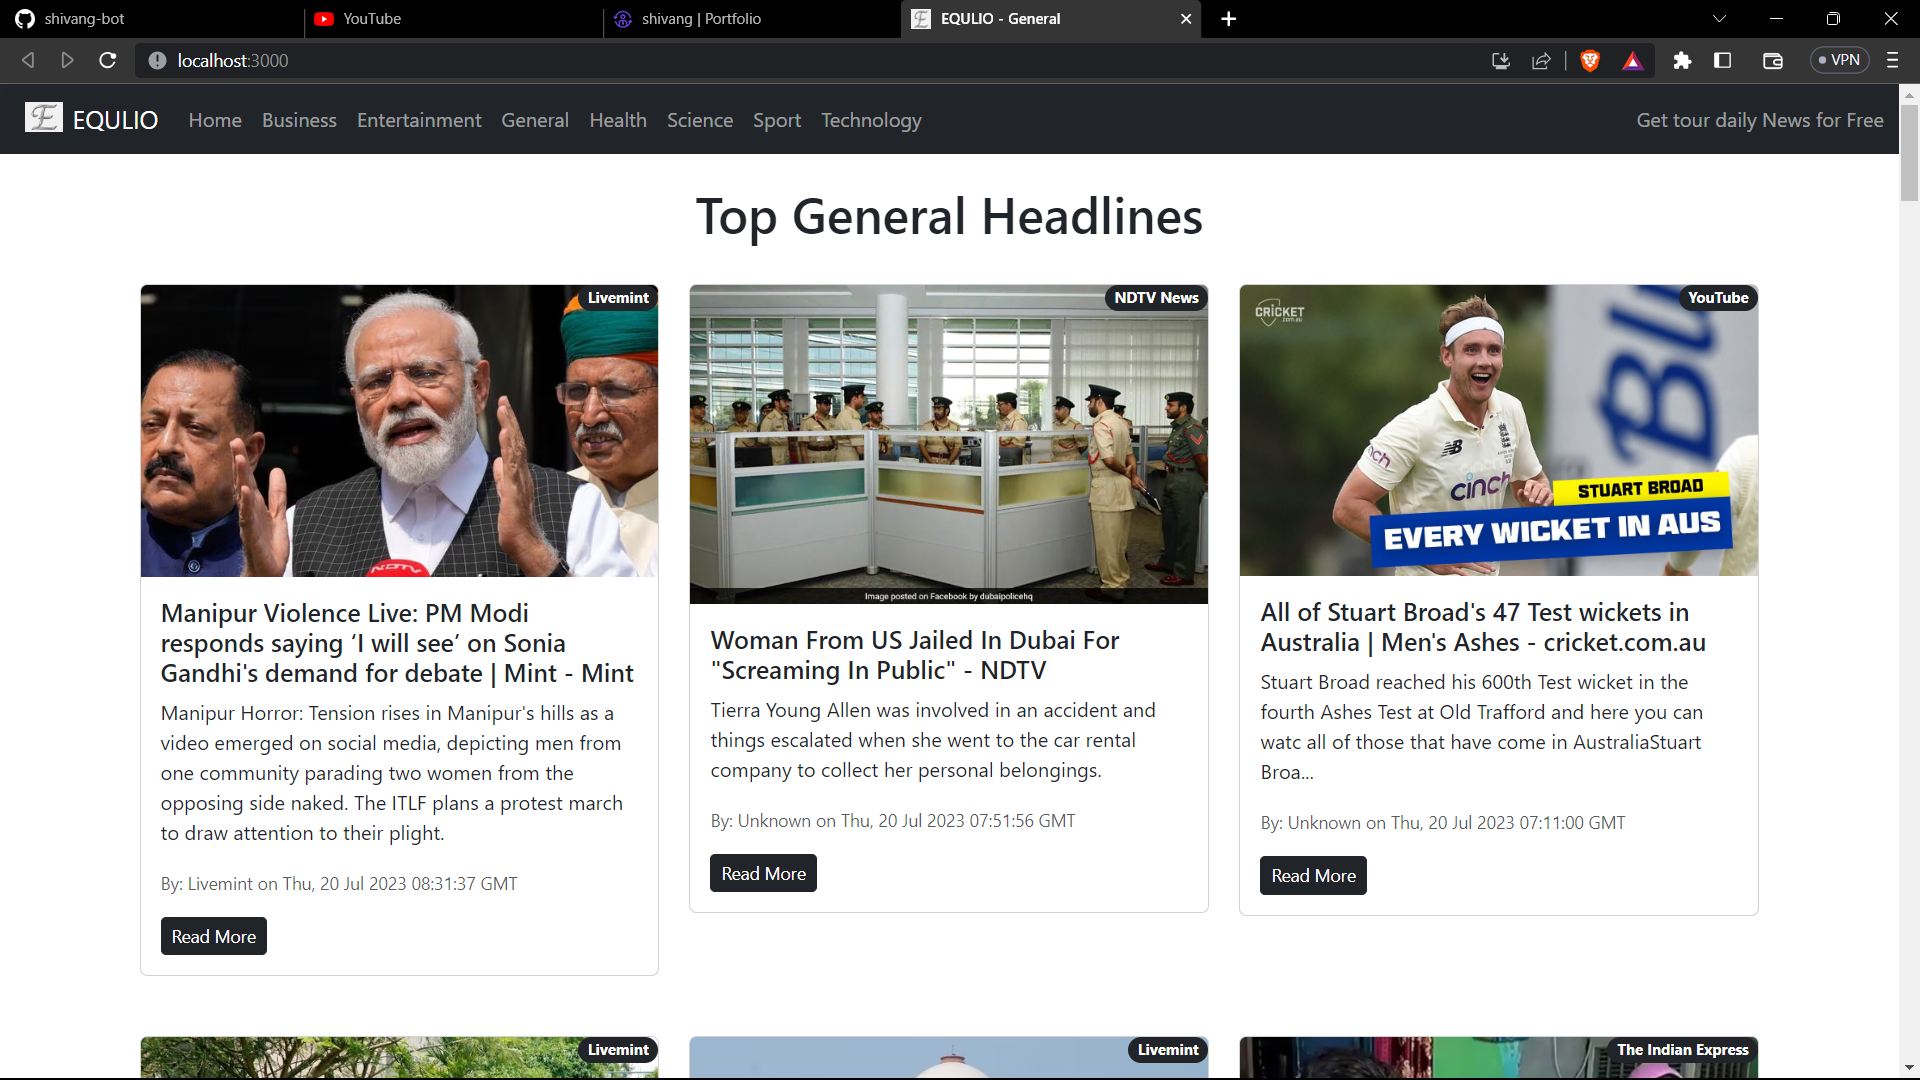 shivang-bot
YouTube
shivang | Portfolio
EQULIO - General
localhost:3000
VPN
E EQULIO
Home Business Entertainment General Health Science Sport Technology
Get tour daily News for Free
Top General Headlines
Livemint
NDTV
Manipur Violence Live: PM Modi
responds saying ‘I will see’ on Sonia
Gandhi's demand for debate | Mint - Mint
Manipur Horror: Tension rises in Manipur's hills as a
video emerged on social media, depicting men from
one community parading two women from the
opposing side naked. The ITLF plans a protest march
to draw attention to their plight.
By: Livemint on Thu, 20 Jul 2023 08:31:37 GMT
Read More
NDTV News
Image posted on Facebook by dubaipolicehq
Woman From US Jailed In Dubai For
"Screaming In Public" - NDTV
Tierra Young Allen was involved in an accident and
things escalated when she went to the car rental
company to collect her personal belongings.
By: Unknown on Thu, 20 Jul 2023 07:51:56 GMT
Read More
YouTube
CRICKET
.com.au
cinch
cinch
STUART BROAD
EVERY WICKET IN AUS
All of Stuart Broad's 47 Test wickets in
Australia | Men's Ashes - cricket.com.au
Stuart Broad reached his 600th Test wicket in the
fourth Ashes Test at Old Trafford and here you can
watc all of those that have come in AustraliaStuart
Broa...
By: Unknown on Thu, 20 Jul 2023 07:11:00 GMT
Read More
Livemint
Livemint
The Indian Express